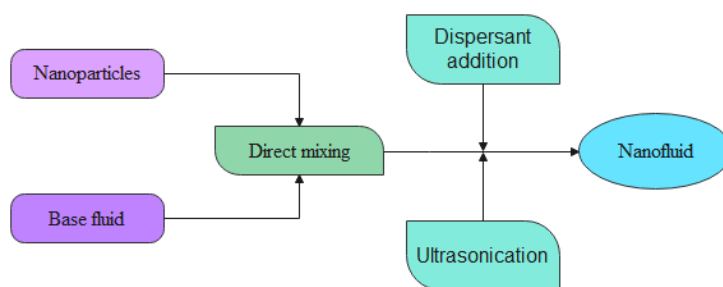 Dispersant
addition
Nanoparticles
Direct mixing
Nanofluid
Base fluid
Ultrasonication